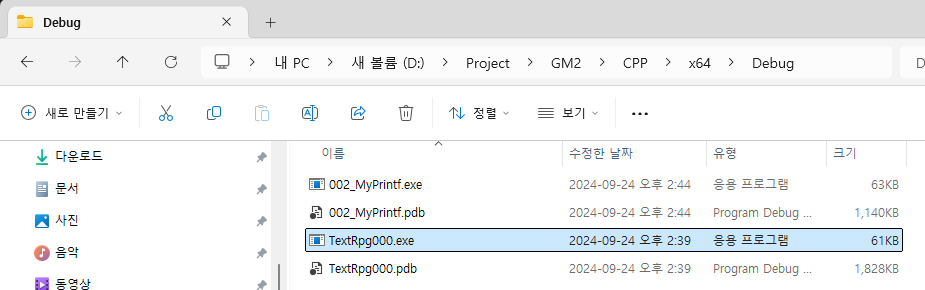 Debug
내 PC > 새 볼륨 (D:) > Project > GM2 > CPP > x64 > Debug
새로 만들기 정렬 보기
이름 수정한 날짜 유형 크기
다운로드
문서
사진
음악
동영상
002_MyPrintf.exe 2024-09-24 오후 2:44 응용 프로그램 63KB
002_MyPrintf.pdb 2024-09-24 오후 2:44 Program Debug ... 1,140KB
TextRpg000.exe 2024-09-24 오후 2:39 응용 프로그램 61KB
TextRpg000.pdb 2024-09-24 오후 2:39 Program Debug ... 1,828KB